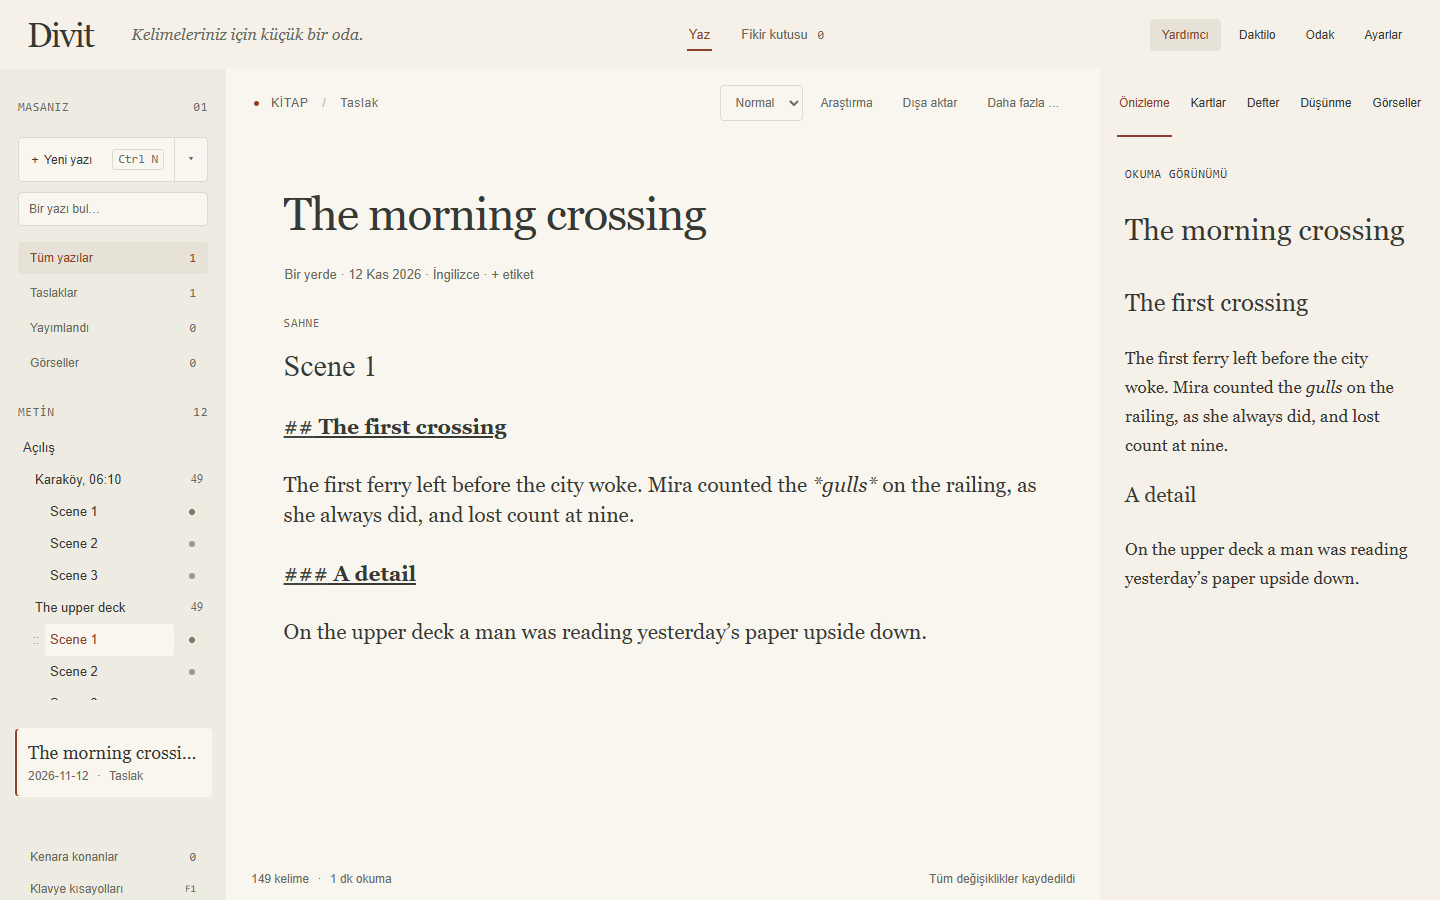 Divit
Kelimeleriniz için küçük bir oda.
Yaz
Fikir kutusu 0
Yardımcı
Daktilo
Odak
Ayarlar
MASANIZ 01
+ Yeni yazı Ctrl N
Bir yazı bul...
Tüm yazılar 1
Taslaklar 1
Yayımlandı 0
Görseller 0
METİN 12
Açılış
Karaköy, 06:10 49
Scene 1
Scene 2
Scene 3
The upper deck 49
Scene 1
Scene 2
The morning crossi...
2026-11-12 · Taslak
Kenara konanlar 0
Klavye kısayolları F1
KİTAP / Taslak
Normal
Araştırma
Dışa aktar
Daha fazla ...
The morning crossing
Bir yerde · 12 Kas 2026 · İngilizce · + etiket
SAHNE
Scene 1
## The first crossing
The first ferry left before the city woke. Mira counted the *gulls* on the railing, as
she always did, and lost count at nine.
### A detail
On the upper deck a man was reading yesterday’s paper upside down.
149 kelime · 1 dk okuma
Tüm değişiklikler kaydedildi
Önizleme
Kartlar
Defter
Düşünme
Görseller
OKUMA GÖRÜNÜMÜ
The morning crossing
The first crossing
The first ferry left before the city
woke. Mira counted the gulls on the
railing, as she always did, and lost
count at nine.
A detail
On the upper deck a man was reading
yesterday’s paper upside down.